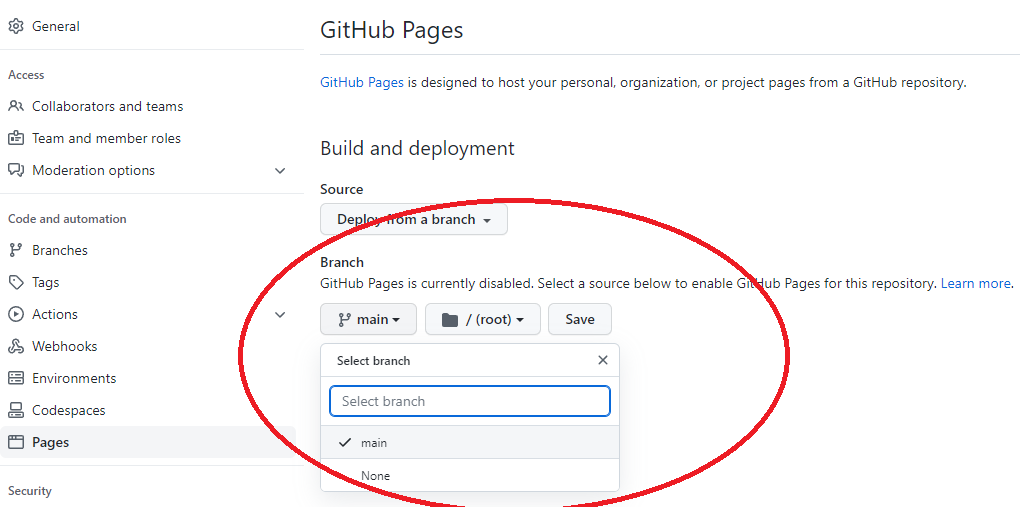 General
Access
Collaborators and teams
Team and member roles
Moderation options
Code and automation
Branches
Tags
Actions
Webhooks
Environments
Codespaces
Pages
Security
GitHub Pages
GitHub Pages is designed to host your personal, organization, or project pages from a GitHub repository.
Build and deployment
Source
Deploy from a branch
Branch
GitHub Pages is currently disabled. Select a source below to enable GitHub Pages for this repository. Learn more.
main / (root) Save
Select branch
Select branch
main
None